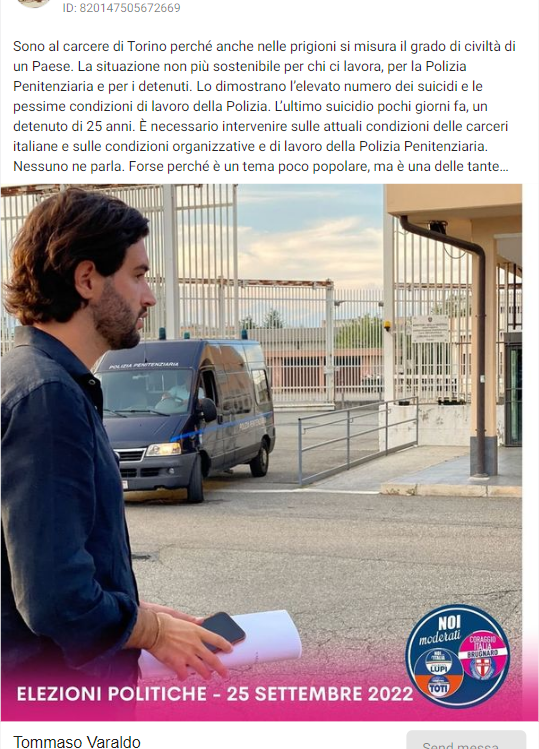 ID: 820147505672669
Sono al carcere di Torino perché anche nelle prigioni si misura il grado di civiltà di
un Paese. La situazione non più sostenibile per chi ci lavora, per la Polizia
Penitenziaria e per i detenuti. Lo dimostrano l'elevato numero dei suicidi e le
pessime condizioni di lavoro della Polizia. L'ultimo suicidio pochi giorni fa, un
detenuto di 25 anni. È necessario intervenire sulle attuali condizioni delle carceri
italiane e sulle condizioni organizzative e di lavoro della Polizia Penitenziaria.
Nessuno ne parla. Forse perché è un tema poco popolare, ma è una delle tante...
POLIZIA PENITENZIARIA
NOI
moderati
CORAGGIO
ITALIA
BRUGNARO
NOI CON
L'ITALIA
LUPI
TOTI
ELEZIONI POLITICHE - 25 SETTEMBRE 2022
Tommaso Varaldo
Send messa...